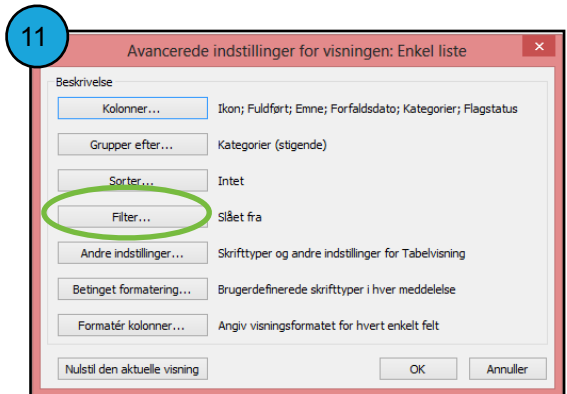 11
Avancerede indstillinger for visningen: Enkel liste
Beskrivelse
Kolonner... Ikon; Fuldført; Emne; Forfaldsdato; Kategorier; Flagstatus
Grupper efter... Kategorier (stigende)
Sorter... Intet
Filter... Slået fra
Andre indstillinger... Skrifttyper og andre indstillinger for Tabelvisning
Betinget formatering... Brugerdefinerede skrifttyper i hver meddelelse
Formatér kolonner... Angiv visningsformatet for hvert enkelt felt
Nulstil den aktuelle visning OK Annuller